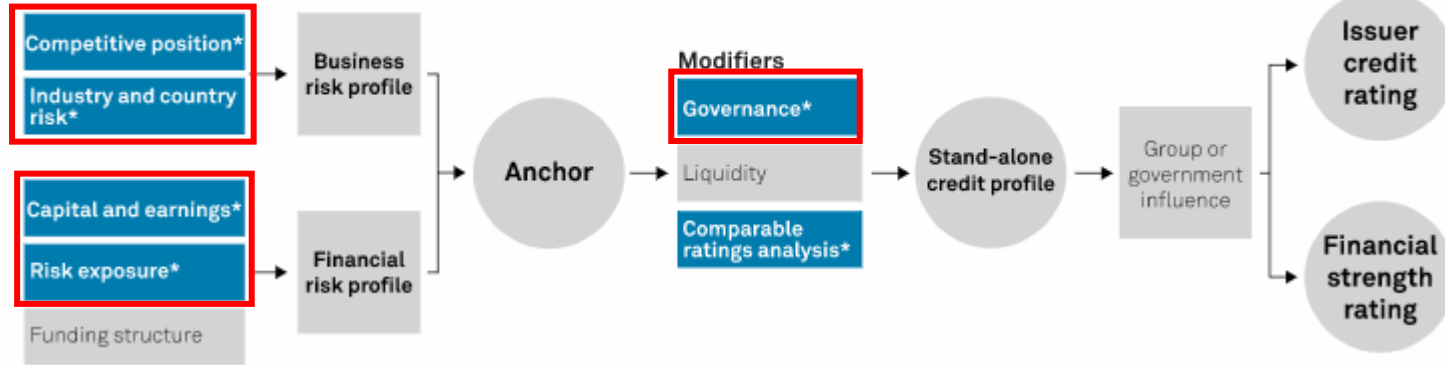 Competitive position*
Industry and country
risk*
Business
risk profile
Capital and earnings*
Risk exposure*
Funding structure
Financial
risk profile
Anchor
Modifiers
Governance*
Liquidity
Comparable
ratings analysis*
Stand-alone
credit profile
Group or
government
influence
Issuer
credit
rating
Financial
strength
rating